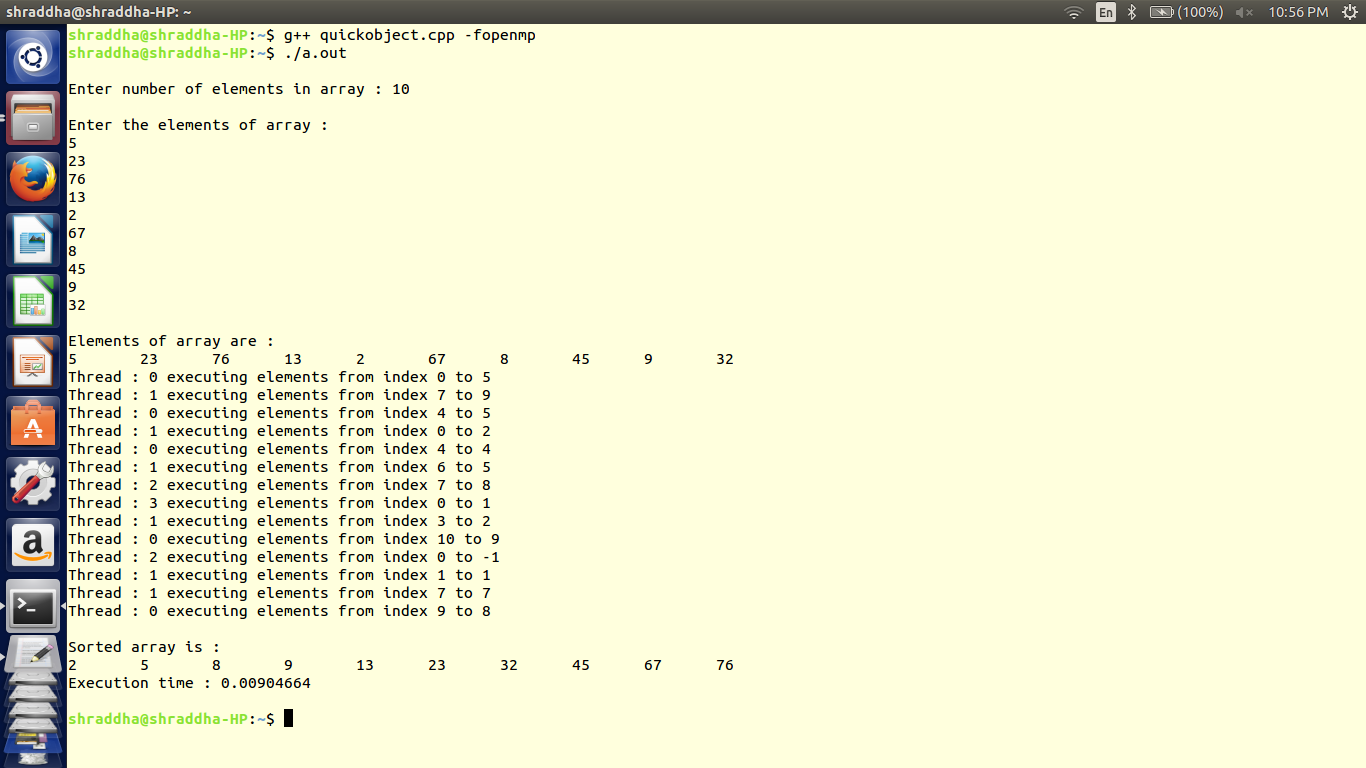 shraddha@shraddha-HP: ~ En (100%) 10:56 PM
shraddha@shraddha-HP:~$ g++ quickobject.cpp -fopenmp
shraddha@shraddha-HP:~$ ./a.out
Enter number of elements in array : 10
Enter the elements of array :
5
23
76
13
2
67
8
45
9
32
Elements of array are :
5 23 76 13 2 67 8 45 9 32
Thread : 0 executing elements from index 0 to 5
Thread : 1 executing elements from index 7 to 9
Thread : 0 executing elements from index 4 to 5
Thread : 1 executing elements from index 0 to 2
Thread : 0 executing elements from index 4 to 4
Thread : 1 executing elements from index 6 to 5
Thread : 2 executing elements from index 7 to 8
Thread : 3 executing elements from index 0 to 1
Thread : 1 executing elements from index 3 to 2
Thread : 0 executing elements from index 10 to 9
Thread : 2 executing elements from index 0 to -1
Thread : 1 executing elements from index 1 to 1
Thread : 1 executing elements from index 7 to 7
Thread : 0 executing elements from index 9 to 8
Sorted array is :
2 5 8 9 13 23 32 45 67 76
Execution time : 0.00904664
shraddha@shraddha-HP:~$